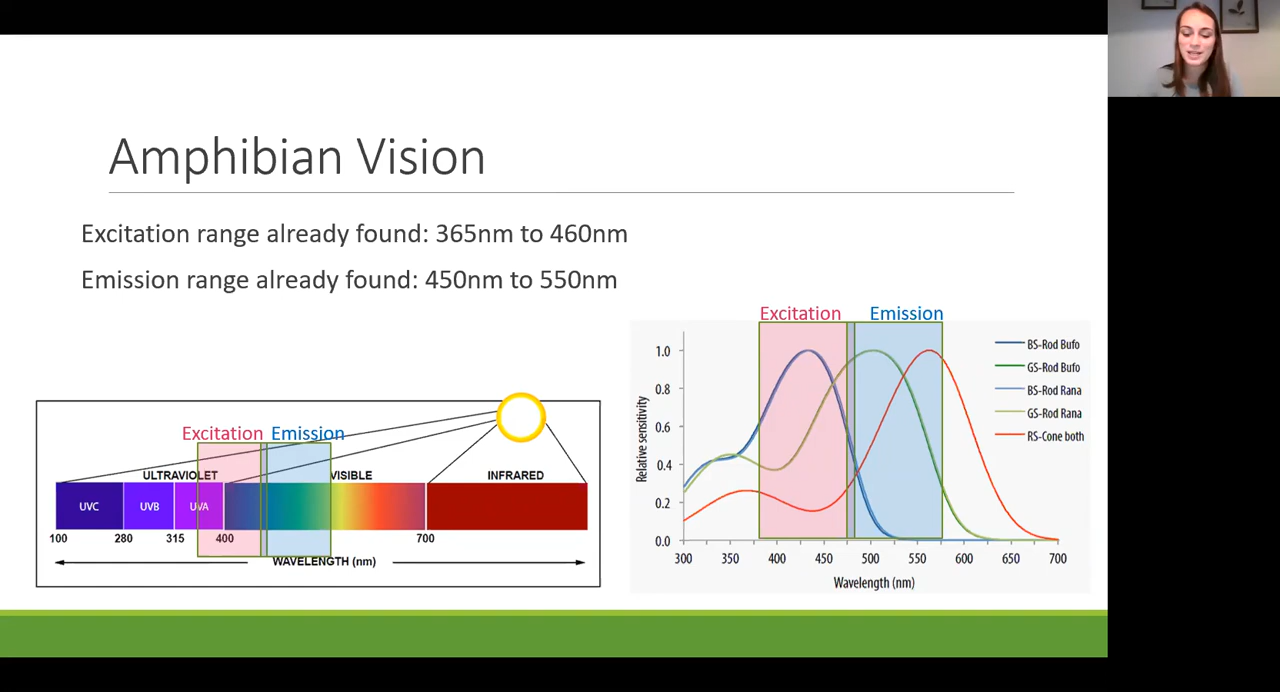 Amphibian Vision
Excitation range already found: 365nm to 460nm
Emission range already found: 450nm to 550nm
Excitation Emission
ULTRAVIOLET VISIBLE INFRARED
UVC UVB UVA
100 280 315 400 700
WAVELENGTH (nm)
Excitation Emission
Relative sensitivity
1.0
0.8
0.6
0.4
0.2
0.0
300 350 400 450 500 550 600 650 700
Wavelength (nm)
BS-Rod Bufo
GS-Rod Bufo
BS-Rod Rana
GS-Rod Rana
RS-Cone both